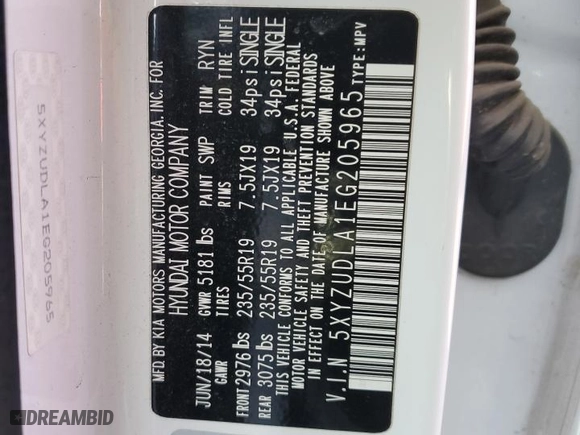 MFD BY KIA MOTORS MANUFACTURING GEORGIA, INC. FOR
HYUNDAI MOTOR COMPANY
JUN/18/14 GVWR 5181 lbs PAINT SWP TRIM RYN
GAWR TIRES RIMS COLD TIRE INFL
FRONT 2976 lbs 235/55R19 7.5JX19 34psi SINGLE
REAR 3075 lbs 235/55R19 7.5JX19 34psi SINGLE
THIS VEHICLE CONFORMS TO ALL APPLICABLE U.S.A. FEDERAL
MOTOR VEHICLE SAFETY AND THEFT PREVENTION STANDARDS
IN EFFECT ON THE DATE OF MANUFACTURE SHOWN ABOVE
V.I.N 5XYZUDLA1EG205965 TYPE:MPV
5XYZUDLA1EG205965
DREAMBID